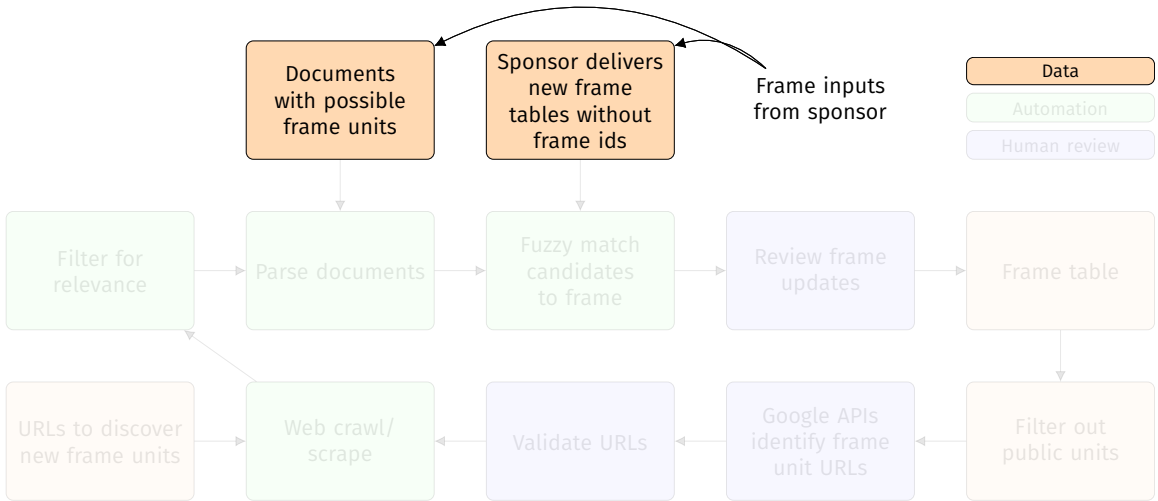 Documents
with possible
frame units
Sponsor delivers
new frame
tables without
frame ids
Frame inputs
from sponsor
Data
Automation
Human review
Filter for
relevance
Parse documents
Fuzzy match
candidates
to frame
Review frame
updates
Frame table
URLs to discover
new frame units
Web crawl/
scrape
Validate URLs
Google APIs
identify frame
unit URLs
Filter out
public units